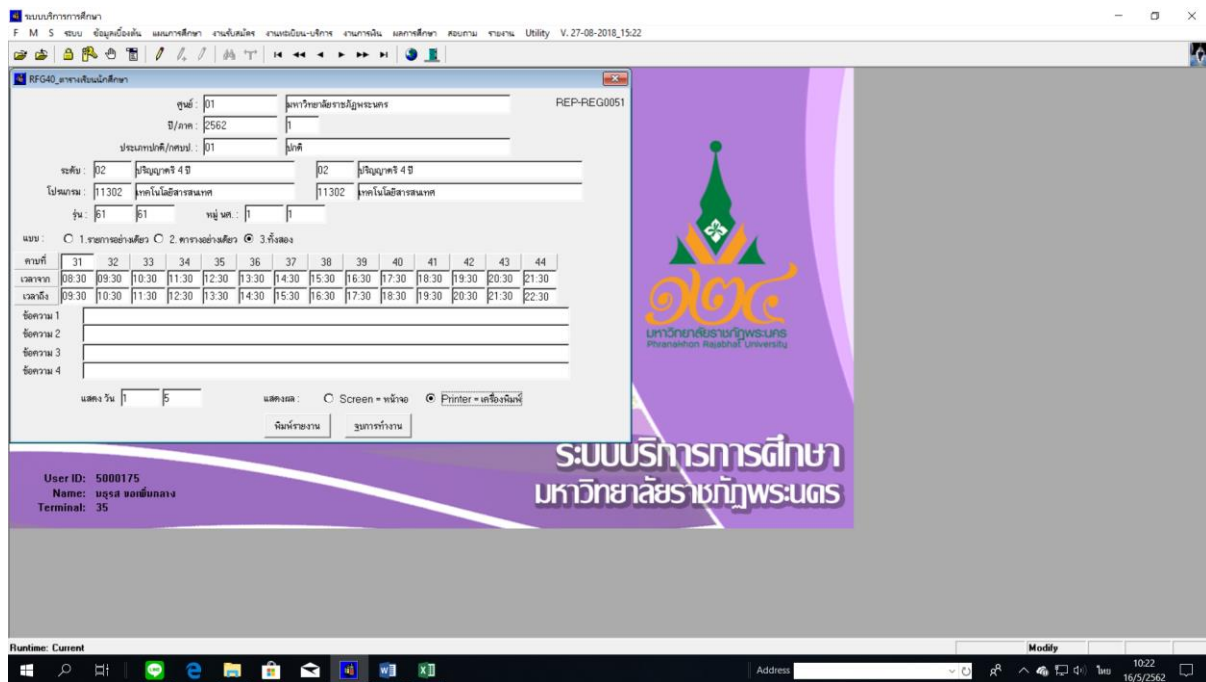 ระบบบริการการศึกษา
F M S ระบบ ข้อมูลเบื้องต้น แผนการศึกษา งานรับสมัคร งานทะเบียน-บริการ งานการเงิน ผลการศึกษา สอบถาม รายงาน Utility V. 27-08-2018_15:22
RFG40_ตารางเรียนนักศึกษา
ศูนย์ : 01 มหาวิทยาลัยราชภัฏพระนคร REP-REG0051
ปี/ภาค : 2562 1
ประเภทปกติ/กศบป. : 01 ปกติ
ระดับ : 02 ปริญญาตรี 4 ปี 02 ปริญญาตรี 4 ปี
โปรแกรม : 11302 เทคโนโลยีสารสนเทศ 11302 เทคโนโลยีสารสนเทศ
รุ่น : 61 61 หมู่ นศ. : 1 1
แบบ : 1.รายการอย่างเดียว 2. ตารางอย่างเดียว 3.ทั้งสอง
คาบที่ 31 32 33 34 35 36 37 38 39 40 41 42 43 44
เวลาจาก 08:30 09:30 10:30 11:30 12:30 13:30 14:30 15:30 16:30 17:30 18:30 19:30 20:30 21:30
เวลาถึง 09:30 10:30 11:30 12:30 13:30 14:30 15:30 16:30 17:30 18:30 19:30 20:30 21:30 22:30
ข้อความ 1
ข้อความ 2
ข้อความ 3
ข้อความ 4
แสดง วัน 1 5 แสดงผล : Screen = หน้าจอ Printer = เครื่องพิมพ์
พิมพ์รายงาน จบการทำงาน
๑๒๔
มหาวิทยาลัยราชภัฏพระนคร
Phranakhon Rajabhat University
ระบบบริการการศึกษา
มหาวิทยาลัยราชภัฏพระนคร
User ID: 5000175
Name: มธุรส
Terminal: 35
Runtime: Current Modify
Address
ไทย
10:22
16/5/2562